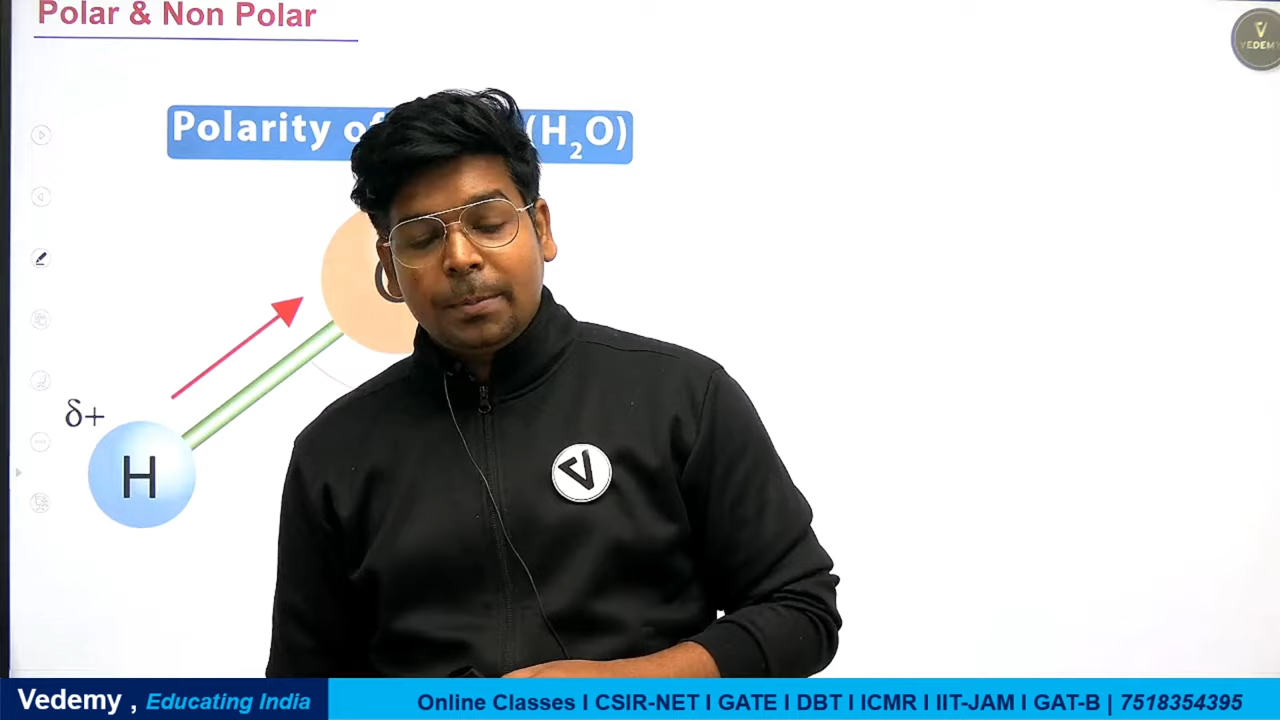 Polar & Non Polar
VEDEMY
Polarity of (H₂O)
δ+
H
Vedemy , Educating India
Online Classes I CSIR-NET I GATE I DBT I ICMR I IIT-JAM I GAT-B | 7518354395